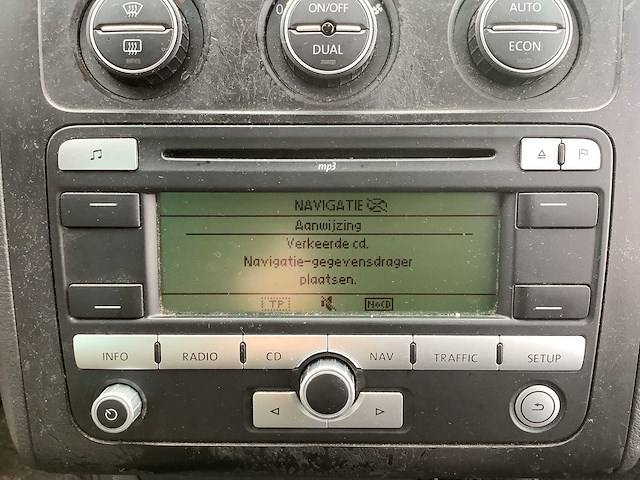 ON/OFF
AUTO
0
DUAL
ECON
mp3
NAVIGATIE
Aanwijzing
Verkeerde cd.
Navigatie-gegevensdrager
plaatsen.
TP
NoCD
INFO
RADIO
CD
NAV
TRAFFIC
SETUP